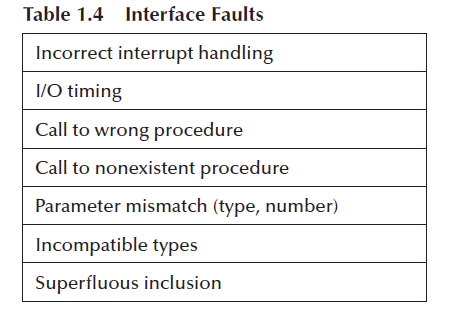 Table 1.4 Interface Faults
Incorrect interrupt handling
I/O timing
Call to wrong procedure
Call to nonexistent procedure
Parameter mismatch (type, number)
Incompatible types
Superfluous inclusion